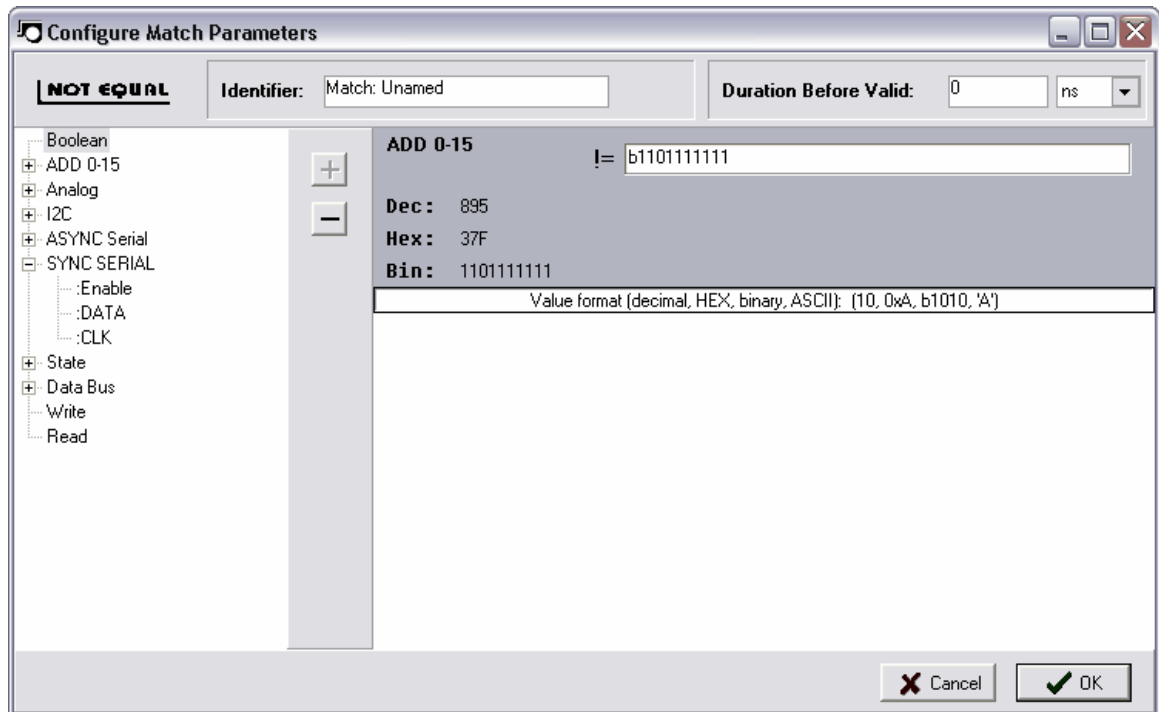 Configure Match Parameters
NOT EQUAL
Identifier: Match: Unnamed
Duration Before Valid: 0 ns
Boolean
ADD 0-15
Analog
I2C
ASYNC Serial
SYNC SERIAL
:Enable
:DATA
:CLK
State
Data Bus
Write
Read
ADD 0-15
!= b1101111111
Dec: 895
Hex: 37F
Bin: 1101111111
Value format (decimal, HEX, binary, ASCII): (10, 0xA, b1010, 'A')
Cancel
OK